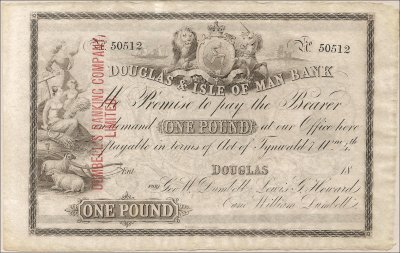 No. 50512
No. 50512
DOUGLAS & ISLE OF MAN BANK
DUMBELL'S BANKING COMPANY,
LIMITED
We Promise to pay the Bearer
on demand ONE POUND at our Office here
payable in terms of Act of Tynwald 7 Wm 4th
DOUGLAS 18
FOR Geo. W. Dumbell, Lewis G. Howard
William Dumbell
ONE POUND